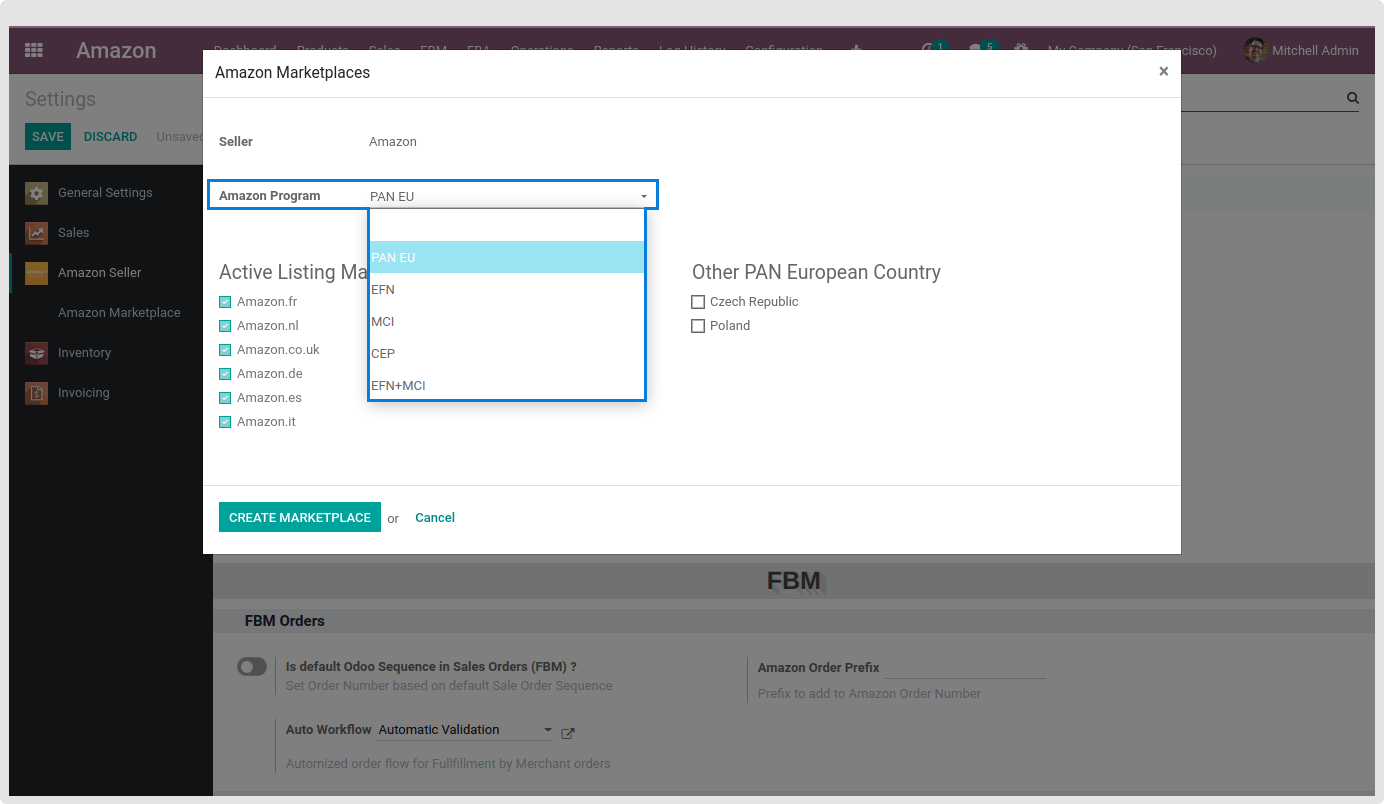 Amazon Dashboard Products Sales FBM FBA Operations Reports Log History Configuration 1 5 My Company (San Francisco) Mitchell Admin
Amazon Marketplaces ×
Settings
SAVE DISCARD
Seller Amazon
Amazon Program PAN EU
General Settings
Sales
Amazon Seller
Amazon Marketplace
Inventory
Invoicing
PAN EU
EFN
MCI
CEP
EFN+MCI
Active Listing
Amazon.fr
Amazon.nl
Amazon.co.uk
Amazon.de
Amazon.es
Amazon.it
Other PAN European Country
Czech Republic
Poland
CREATE MARKETPLACE or Cancel
FBM
FBM Orders
Is default Odoo Sequence in Sales Orders (FBM) ?
Set Order Number based on default Sale Order Sequence
Amazon Order Prefix
Prefix to add to Amazon Order Number
Auto Workflow Automatic Validation
Automized order flow for Fullfillment by Merchant orders